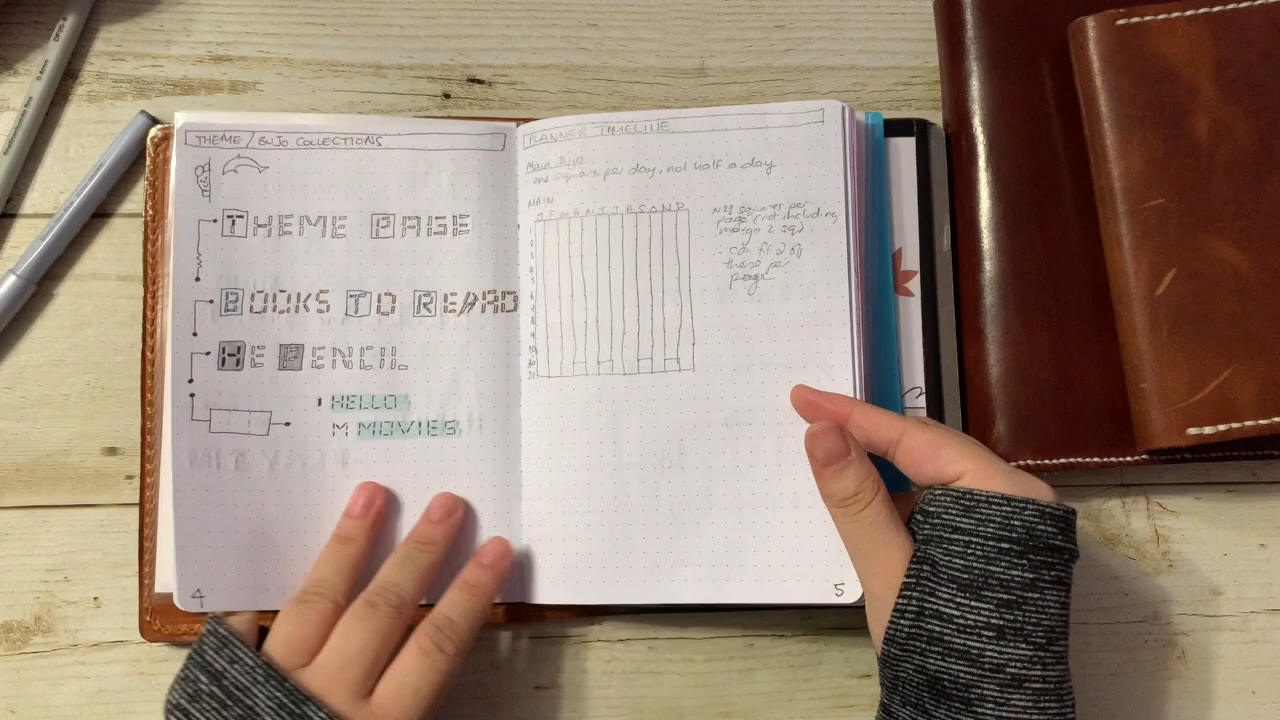 THEME / BUJO COLLECTIONS
THEME PAGE
BOOKS TO READ
HE PENCIL
HELLO
M MOVIES
4
PLANNER TIMELINE
Main Bujo
one square per day, not half a day
MAIN
J F M A M J J A S O N D
30
31
squares per
page (not including
margin 2 sq)
∴ can fit 2 of
these per
page
5